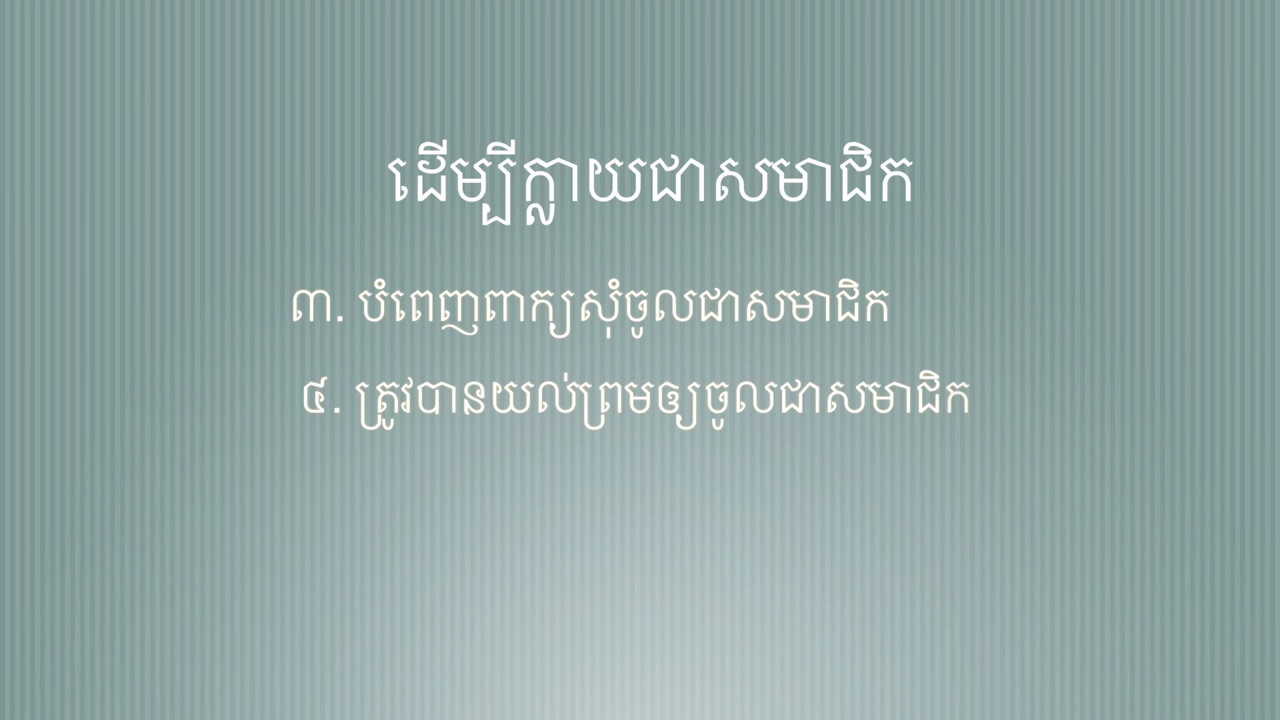 ដើម្បីក្លាយជាសមាជិក
៣. បំពេញពាក្យសុំចូលជាសមាជិក
៤. ត្រូវបានយល់ព្រមឲ្យចូលជាសមាជិក